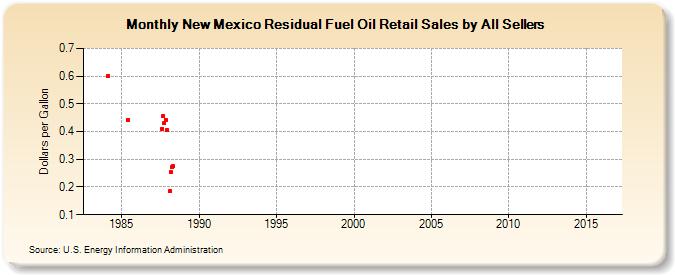 Monthly New Mexico Residual Fuel Oil Retail Sales by All Sellers
Dollars per Gallon
0.7
0.6
0.5
0.4
0.3
0.2
0.1
1985 1990 1995 2000 2005 2010 2015
Source: U.S. Energy Information Administration